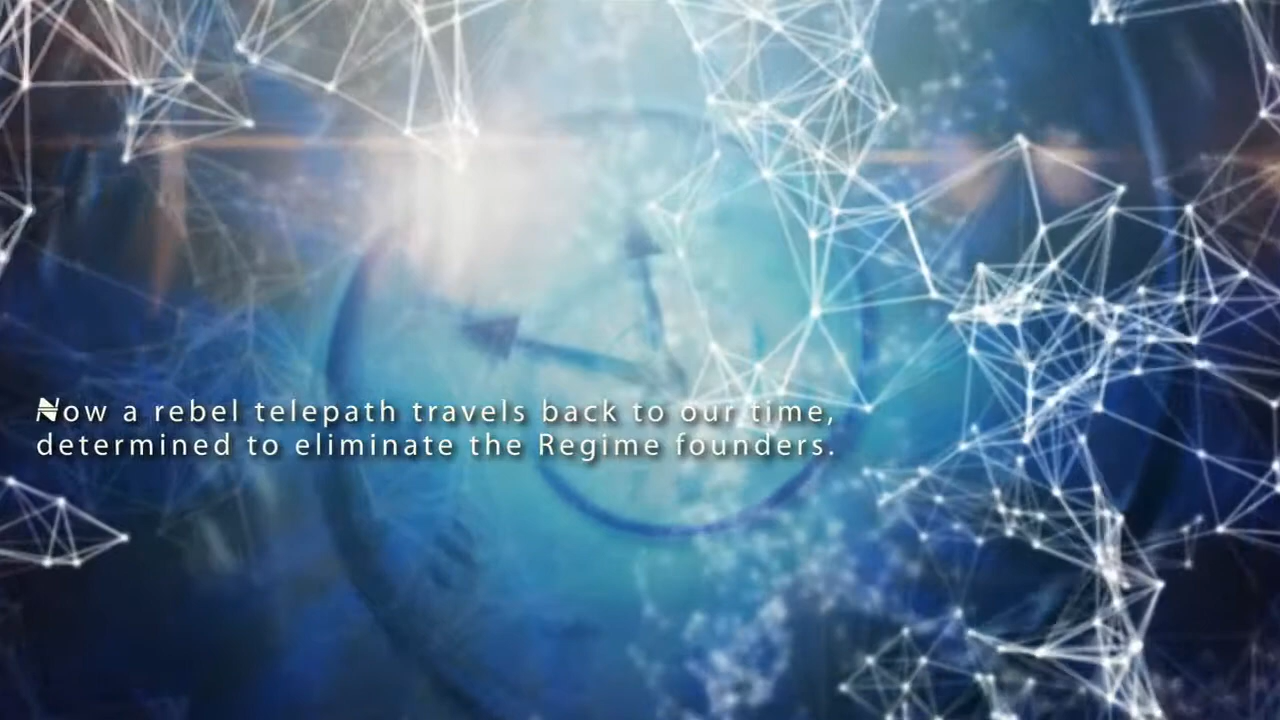 Now a rebel telepath travels back to our time,
determined to eliminate the Regime founders.